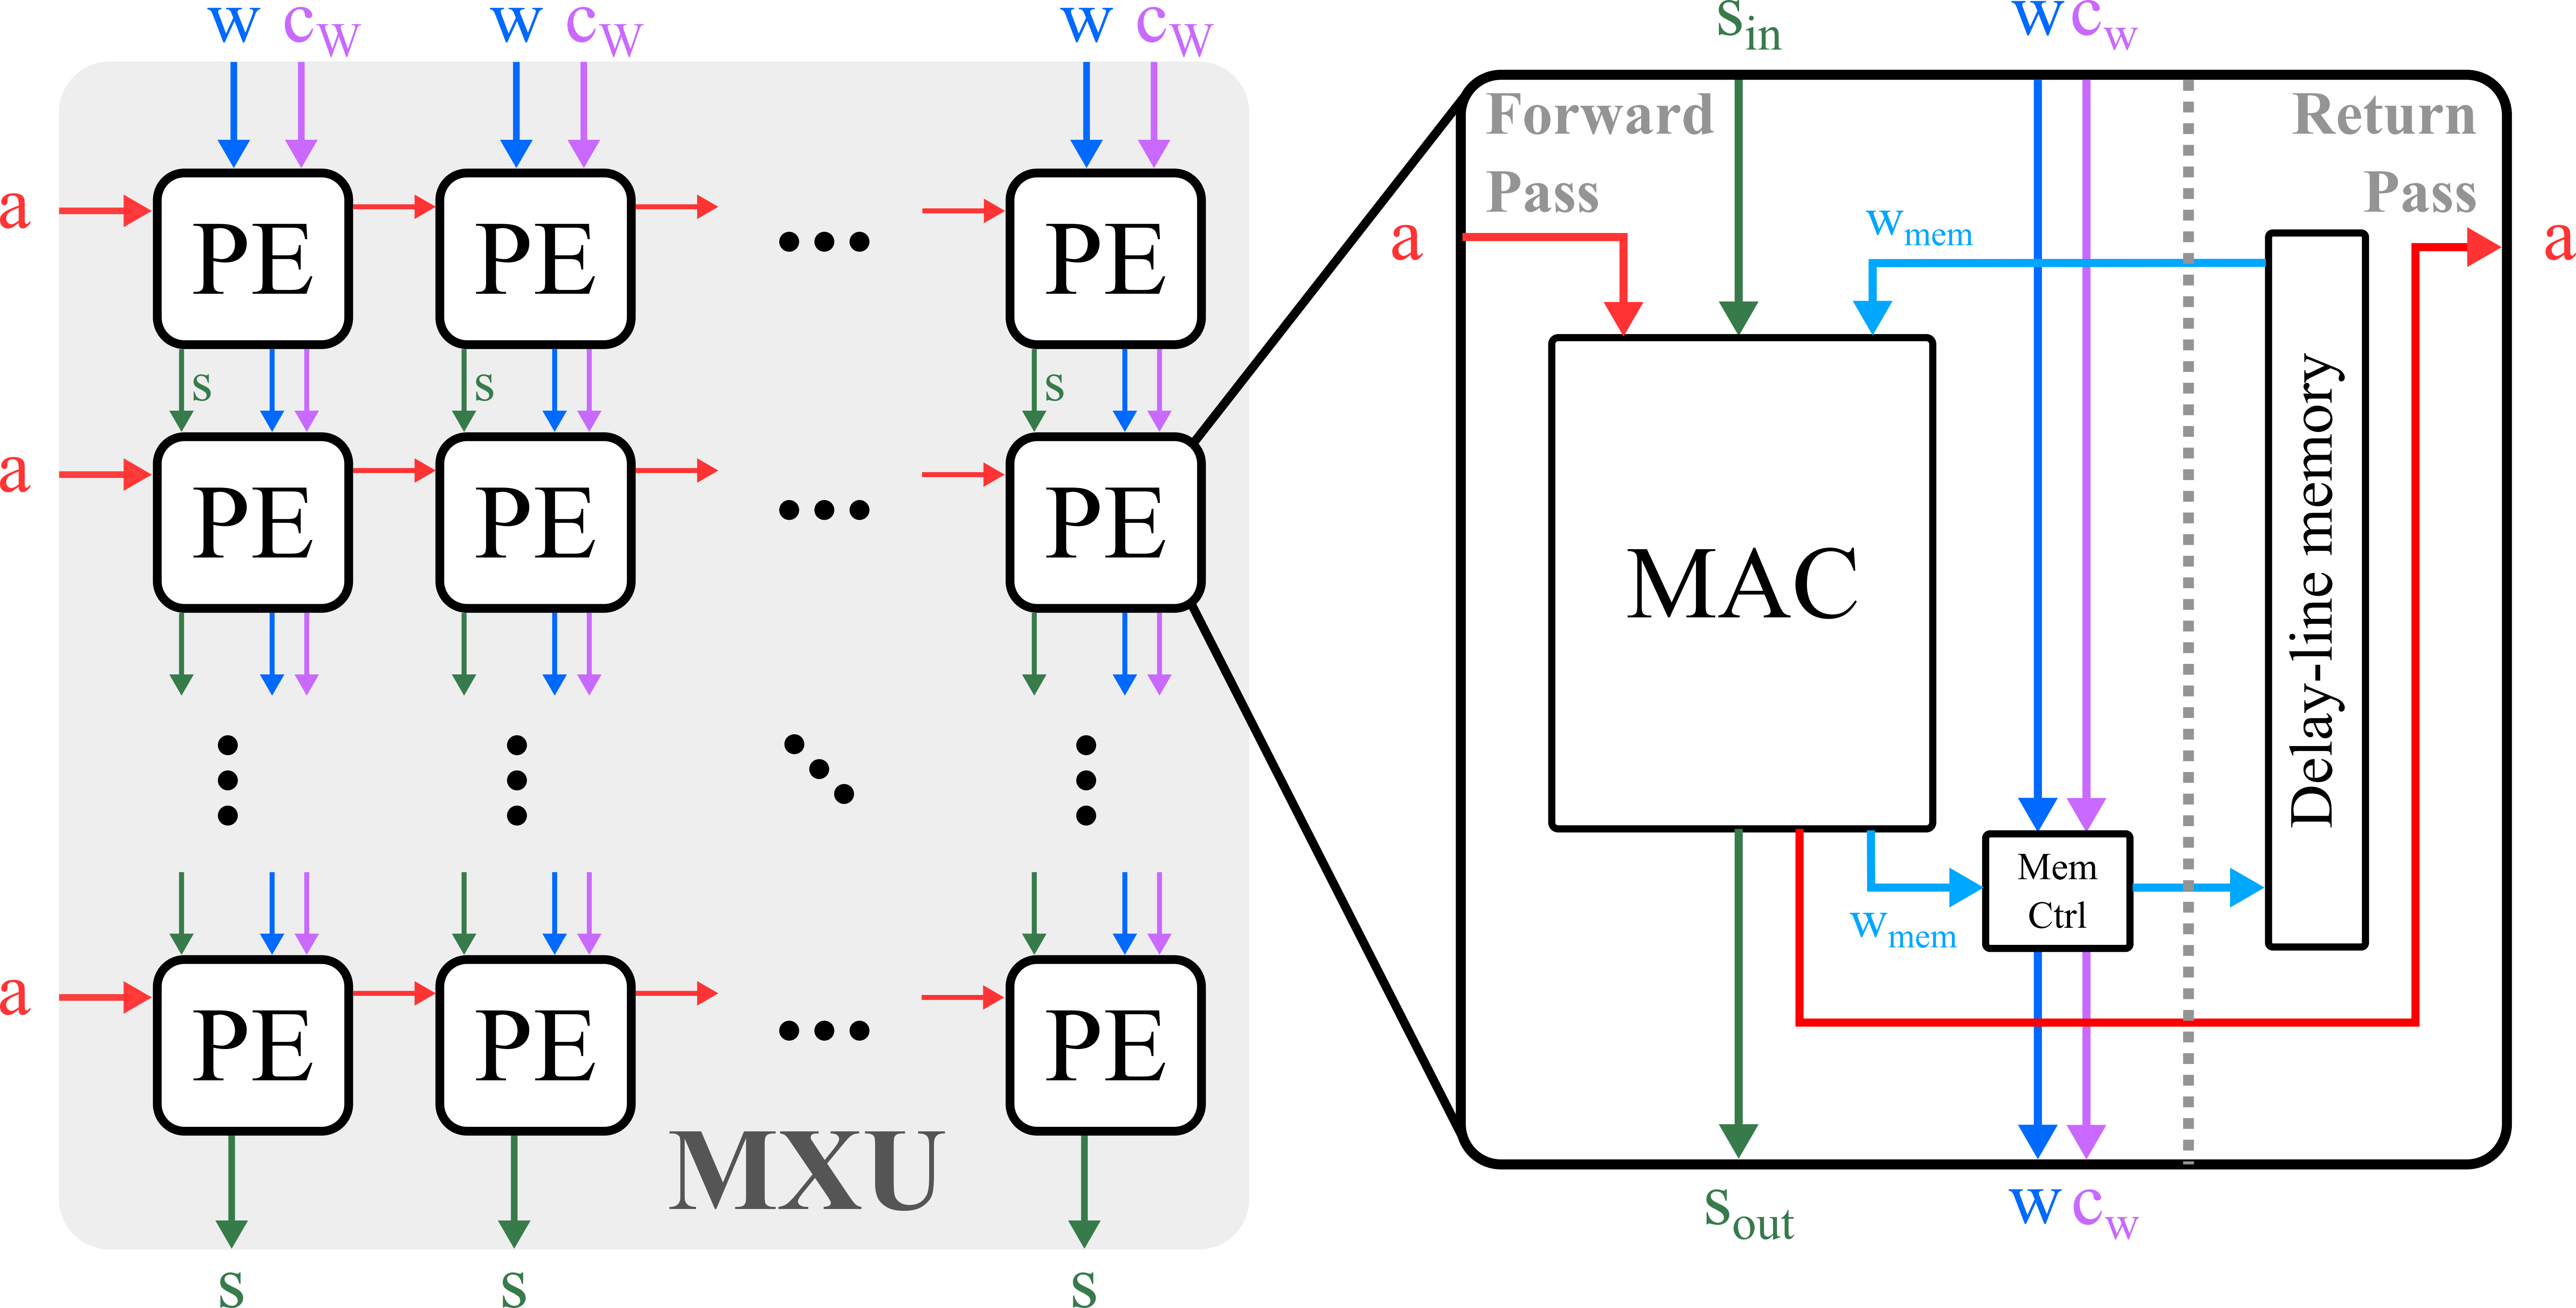 w c_w w c_w w c_w
a PE PE PE
s s s
a PE PE PE
a PE PE PE
MXU
s s s
s_in w c_w
Forward Pass
Return Pass
a w_mem a
MAC
Delay-line memory
Mem Ctrl
w_mem
s_out w c_w